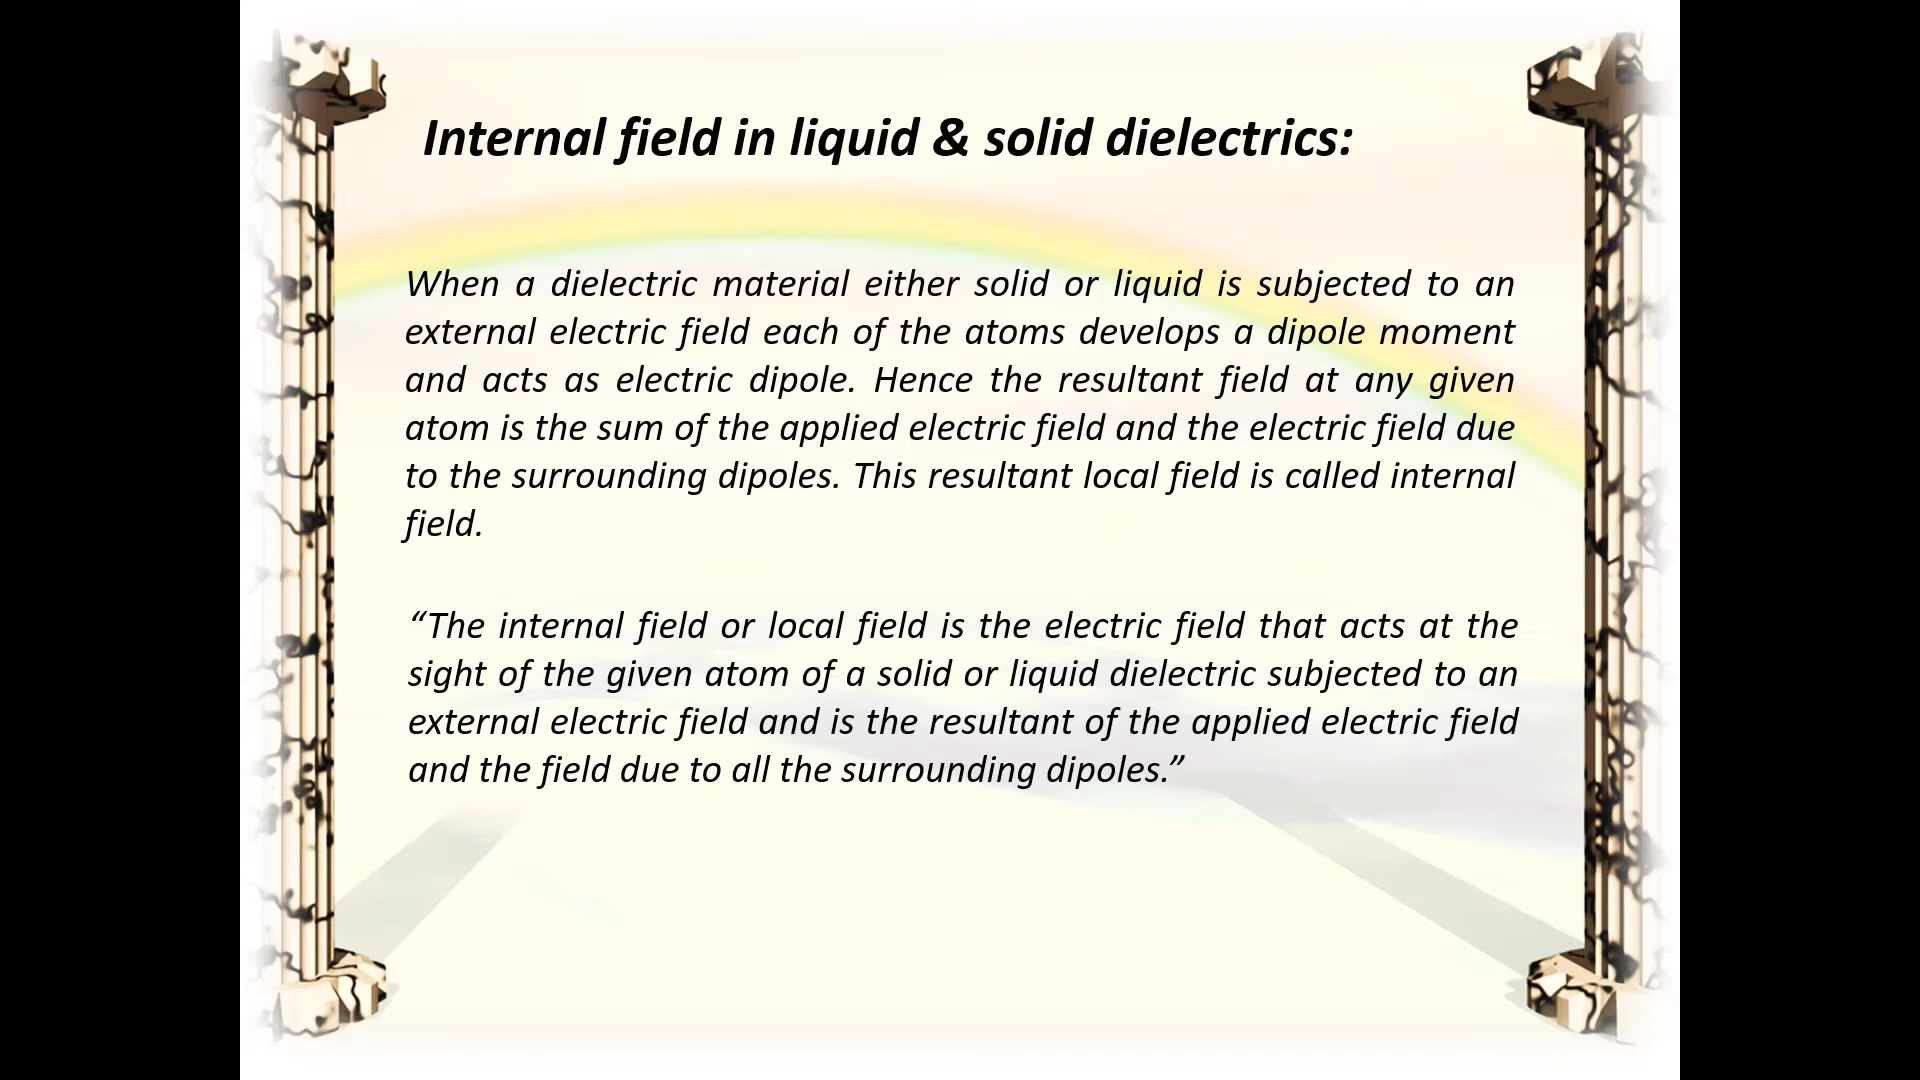 Internal field in liquid & solid dielectrics:
When a dielectric material either solid or liquid is subjected to an
external electric field each of the atoms develops a dipole moment
and acts as electric dipole. Hence the resultant field at any given
atom is the sum of the applied electric field and the electric field due
to the surrounding dipoles. This resultant local field is called internal
field.
“The internal field or local field is the electric field that acts at the
sight of the given atom of a solid or liquid dielectric subjected to an
external electric field and is the resultant of the applied electric field
and the field due to all the surrounding dipoles.”